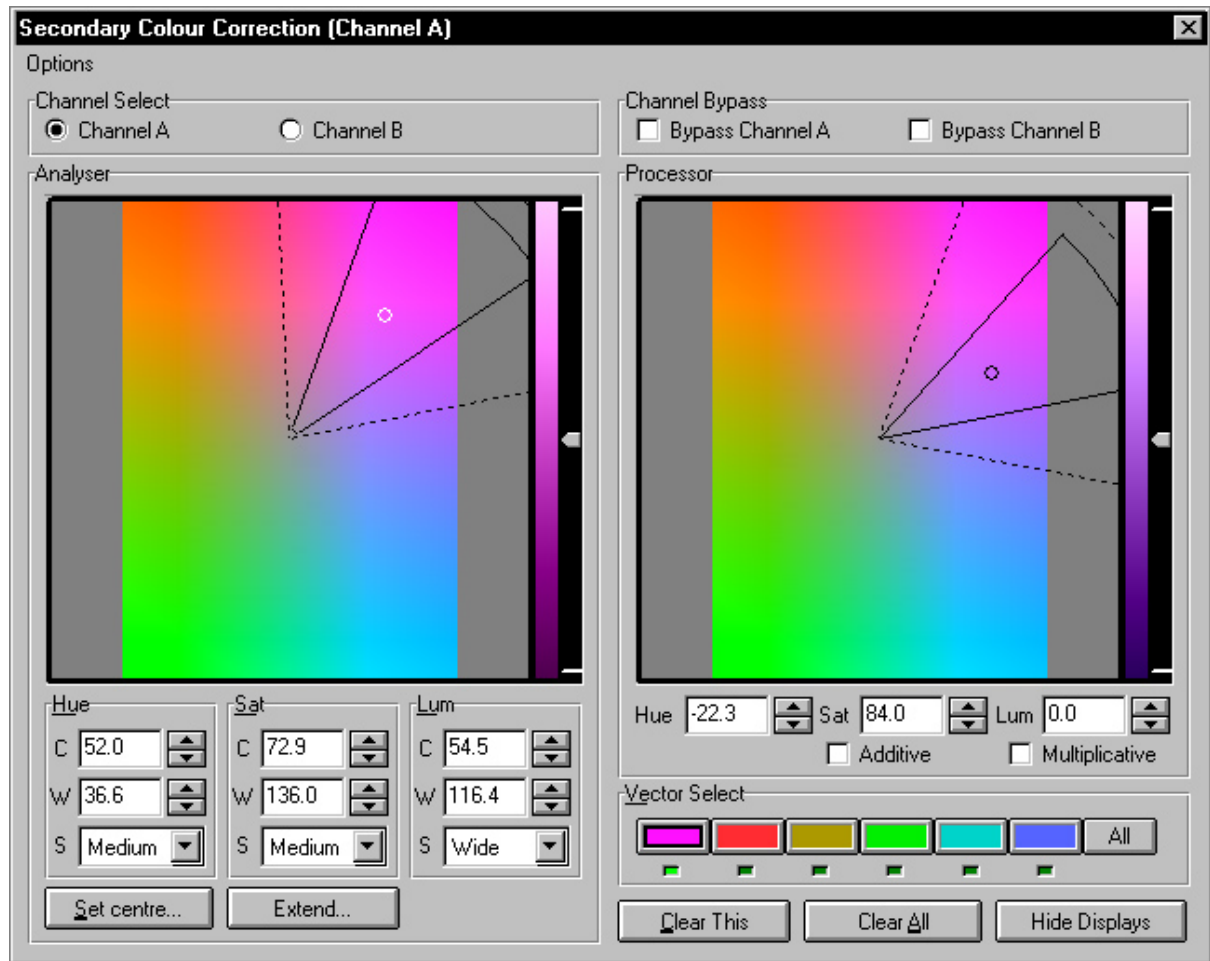 Secondary Colour Correction (Channel A)
Options
Channel Select
Channel A Channel B
Channel Bypass
Bypass Channel A Bypass Channel B
Analyser
Processor
Hue
C 52.0
W 36.6
S Medium
Sat
C 72.9
W 136.0
S Medium
Lum
C 54.5
W 116.4
S Wide
Set centre... Extend...
Hue -22.3 Sat 84.0 Lum 0.0
Additive Multiplicative
Vector Select
All
Clear This Clear All Hide Displays